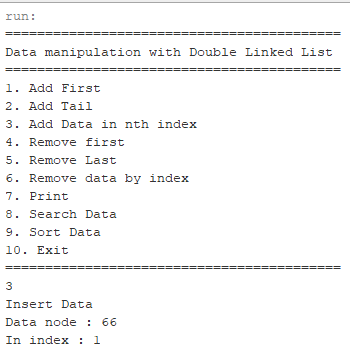 run:
==========================================
Data manipulation with Double Linked List
==========================================
1. Add First
2. Add Tail
3. Add Data in nth index
4. Remove first
5. Remove Last
6. Remove data by index
7. Print
8. Search Data
9. Sort Data
10. Exit
==========================================
3
Insert Data
Data node : 66
In index : 1